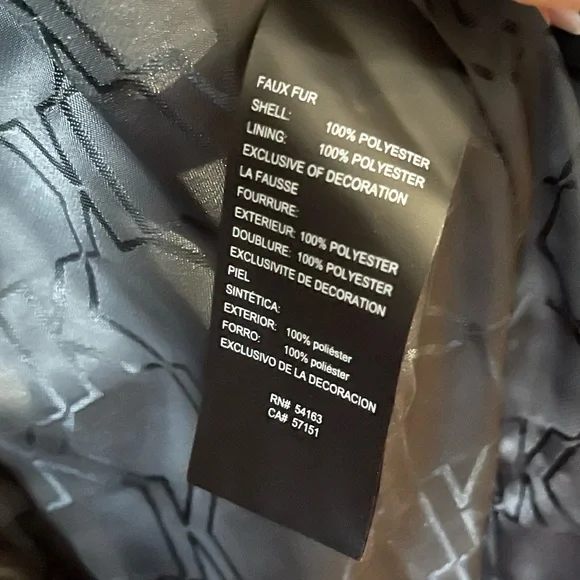 FAUX FUR
SHELL: 100% POLYESTER
LINING: 100% POLYESTER
EXCLUSIVE OF DECORATION
LA FAUSSE
FOURRURE:
EXTERIEUR: 100% POLYESTER
DOUBLURE: 100% POLYESTER
EXCLUSIVITE DE DECORATION
PIEL
SINTÉTICA:
EXTERIOR: 100% poliéster
FORRO: 100% poliéster
EXCLUSIVO DE LA DECORACION
RN# 54163
CA# 57151